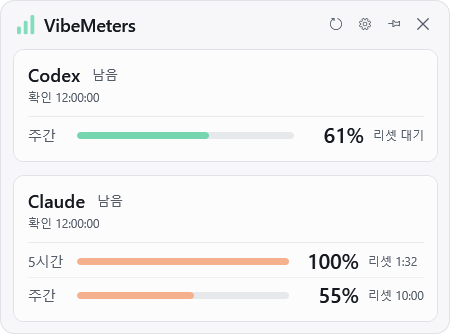 VibeMeters
Codex 남음
확인 12:00:00
주간 61% 리셋 대기
Claude 남음
확인 12:00:00
5시간 100% 리셋 1:32
주간 55% 리셋 10:00